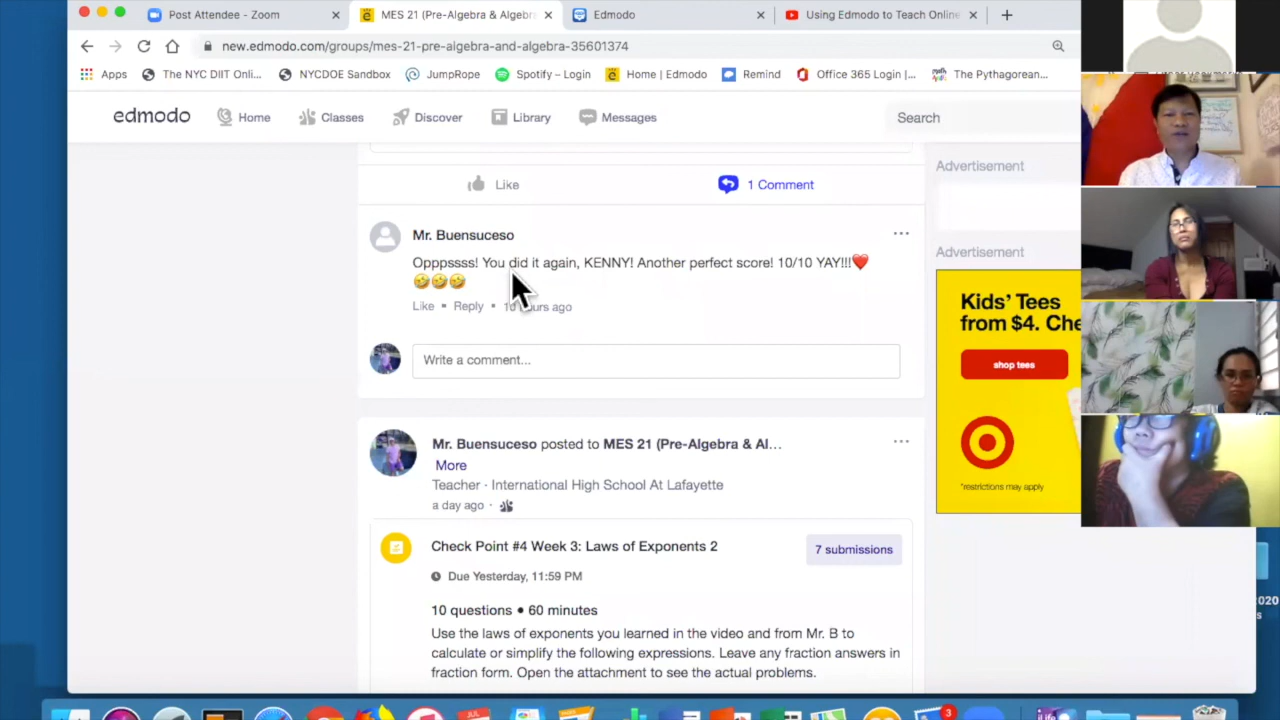 Post Attendee - Zoom
MES 21 (Pre-Algebra & Algebr
Edmodo
Using Edmodo to Teach Online
new.edmodo.com/groups/mes-21-pre-algebra-and-algebra-35601374
Apps
The NYC DIIT Onli...
NYCDOE Sandbox
JumpRope
Spotify – Login
Home | Edmodo
Remind
Office 365 Login |...
The Pythagorean...
edmodo
Home
Classes
Discover
Library
Messages
Search
Advertisement
Like
1 Comment
Mr. Buensuceso
Opppssss! You did it again, KENNY! Another perfect score! 10/10 YAY!!!❤️
🤣🤣🤣
Like
Reply
ours ago
Write a comment...
Advertisement
Kids' Tees
from $4. Che
shop tees
*restrictions may apply
Mr. Buensuceso posted to MES 21 (Pre-Algebra & Al...
More
Teacher · International High School At Lafayette
a day ago ·
Check Point #4 Week 3: Laws of Exponents 2
7 submissions
Due Yesterday, 11:59 PM
10 questions • 60 minutes
Use the laws of exponents you learned in the video and from Mr. B to
calculate or simplify the following expressions. Leave any fraction answers in
fraction form. Open the attachment to see the actual problems.
2020
s
JUL
3